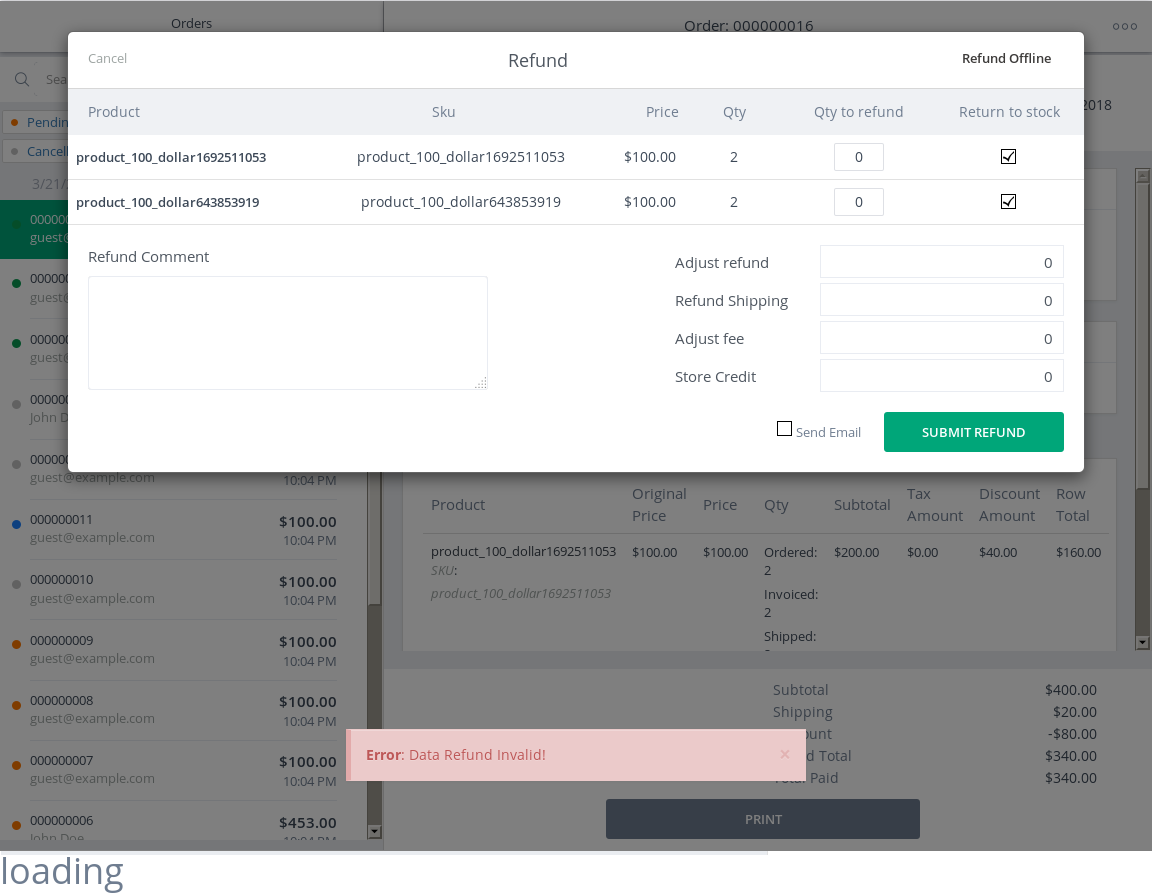 Orders
Order: 000000016
Cancel
Refund
Refund Offline
Product Sku Price Qty Qty to refund Return to stock
product_100_dollar1692511053 product_100_dollar1692511053 $100.00 2 0
product_100_dollar643853919 product_100_dollar643853919 $100.00 2 0
Refund Comment
Adjust refund 0
Refund Shipping 0
Adjust fee 0
Store Credit 0
Send Email
SUBMIT REFUND
Sea
2018
Pendin
Cancell
3/21/
00000
guest@
00000
guest@
00000
guest@
00000
John D
00000
guest@example.com
10:04 PM
000000011 $100.00
guest@example.com 10:04 PM
000000010 $100.00
guest@example.com 10:04 PM
000000009 $100.00
guest@example.com 10:04 PM
000000008 $100.00
guest@example.com 10:04 PM
000000007 $100.00
guest@example.com 10:04 PM
000000006 $453.00
John Doe 10:04 PM
Product Original Price Price Qty Subtotal Tax Amount Discount Amount Row Total
product_100_dollar1692511053 $100.00 $100.00 Ordered: $200.00 $0.00 $40.00 $160.00
SKU: 2
product_100_dollar1692511053 Invoiced:
2
Shipped:
Subtotal $400.00
Shipping $20.00
ount -$80.00
d Total $340.00
Total Paid $340.00
Error: Data Refund Invalid! ×
PRINT
loading